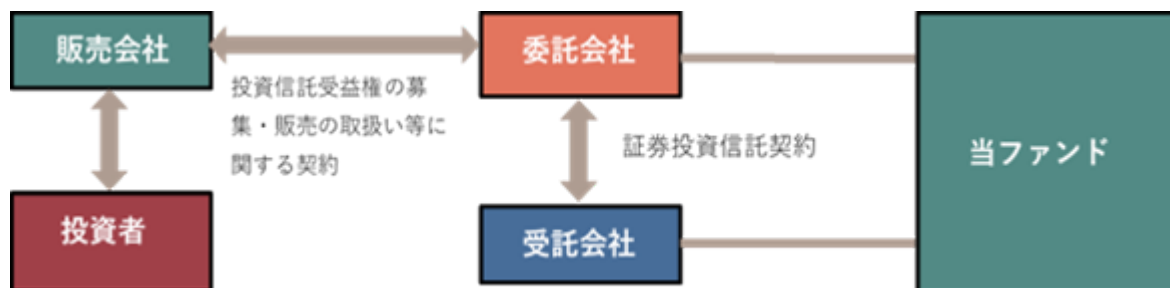 販売会社
委託会社
投資信託受益権の募
集・販売の取扱い等に
関する契約
証券投資信託契約
当ファンド
投資者
受託会社